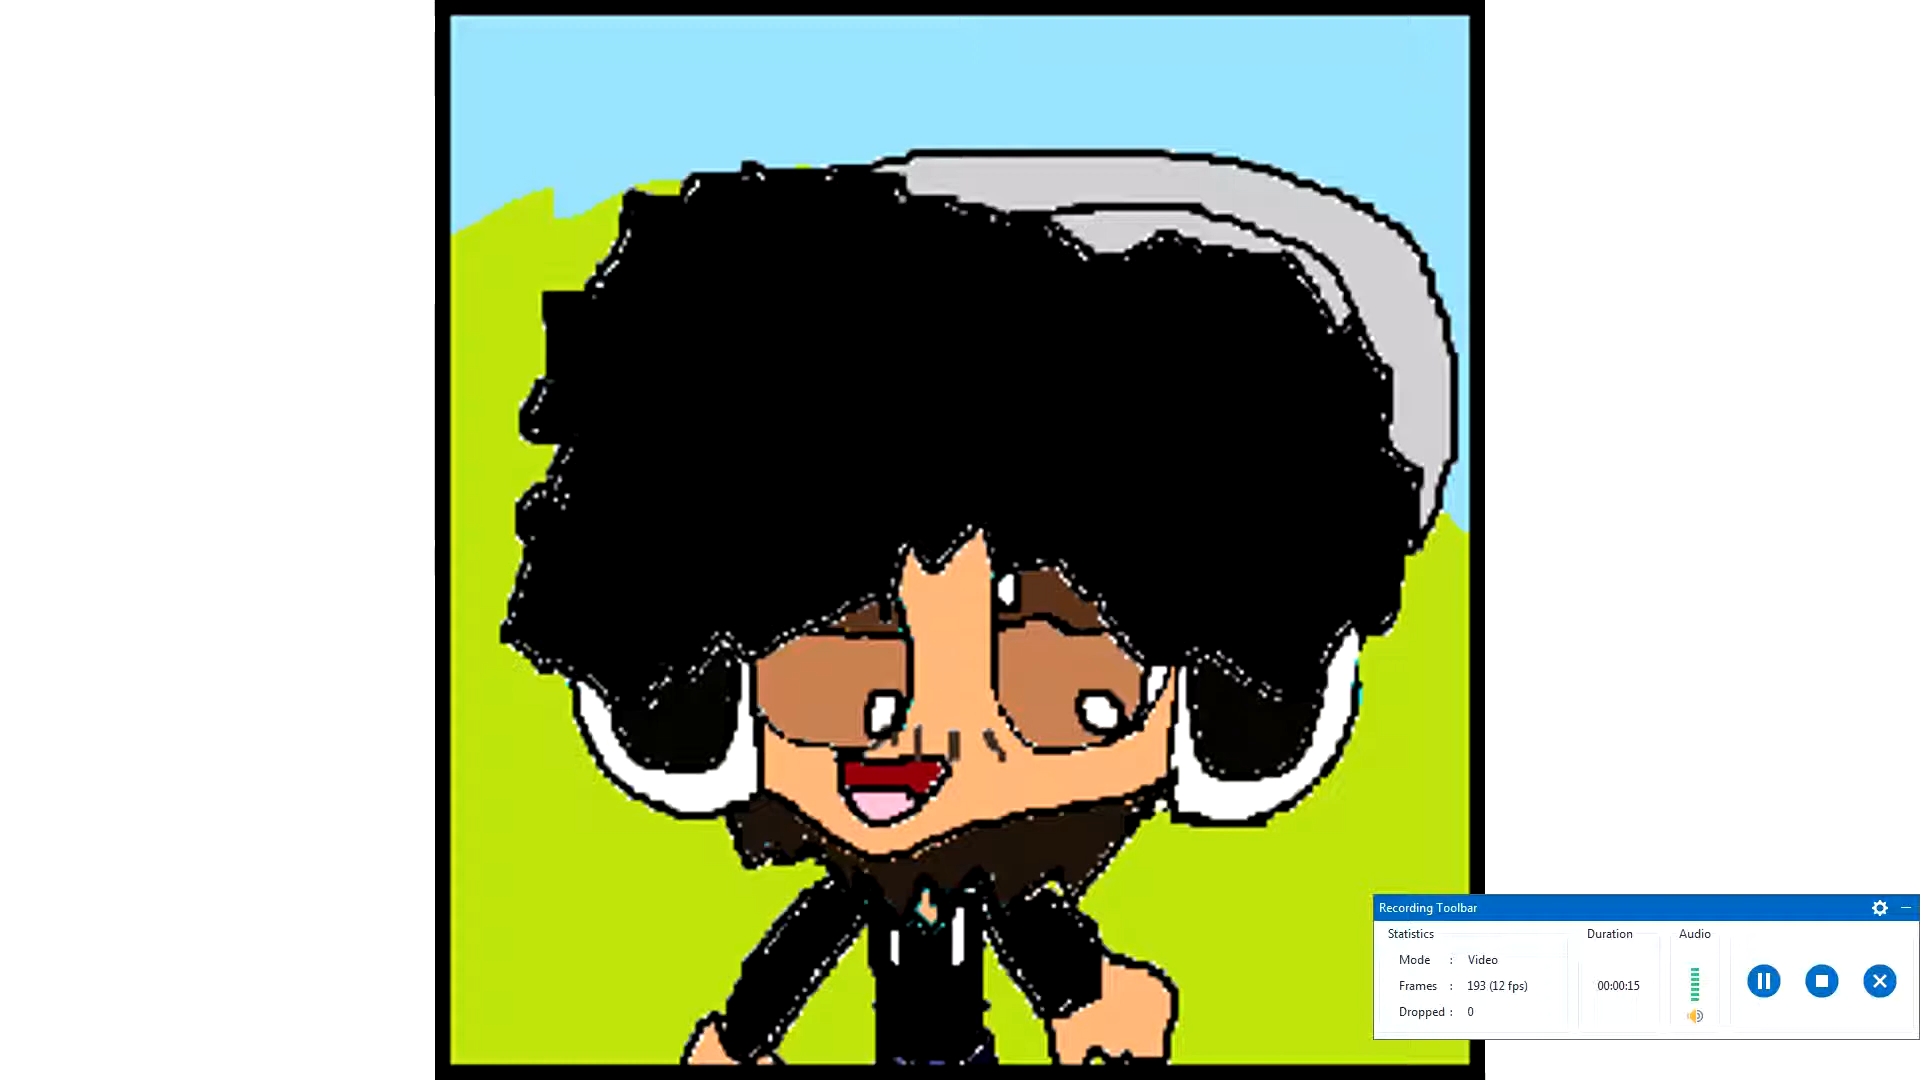 Recording Toolbar
Statistics Duration Audio
Mode : Video
Frames : 193 (12 fps) 00:00:15
Dropped : 0